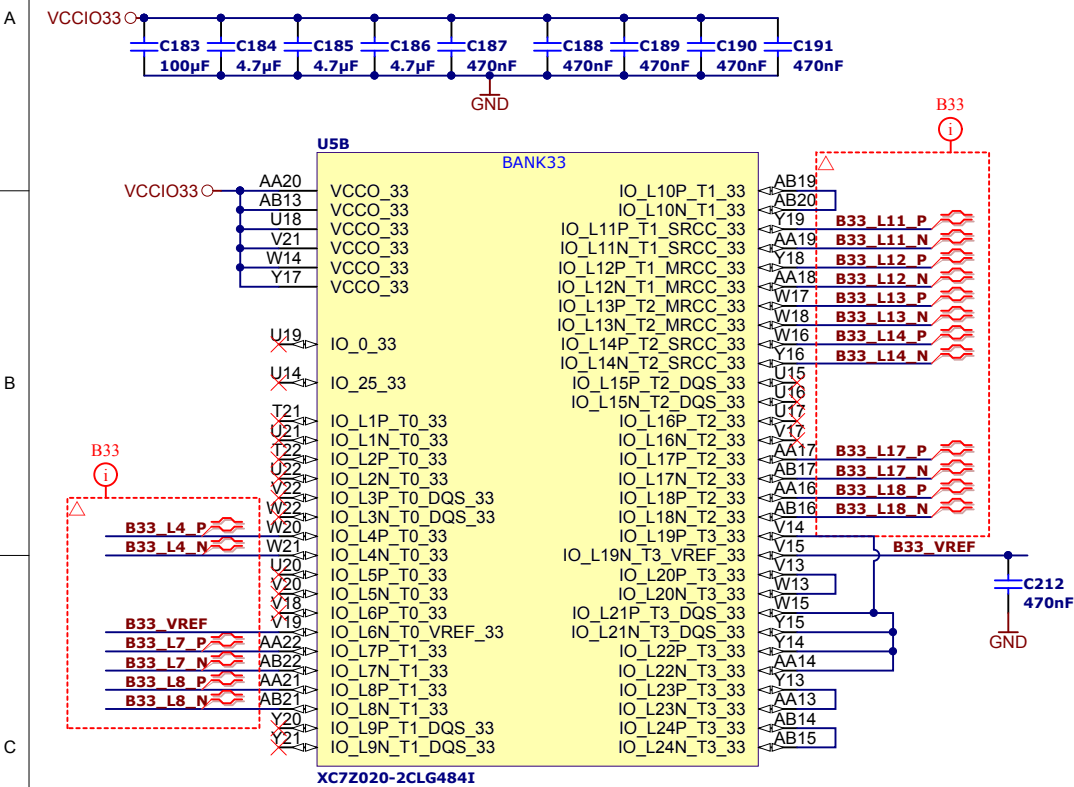 A
VCCIO33
C183
100µF
C184
4.7µF
C185
4.7µF
C186
4.7µF
C187
470nF
C188
470nF
C189
470nF
C190
470nF
C191
470nF
GND
B33
i
U5B
BANK33
VCCIO33
AA20 VCCO_33
AB13 VCCO_33
U18 VCCO_33
V21 VCCO_33
W14 VCCO_33
Y17 VCCO_33
U19 IO_0_33
U14 IO_25_33
B
T21 IO_L1P_T0_33
U21 IO_L1N_T0_33
T22 IO_L2P_T0_33
U22 IO_L2N_T0_33
V22 IO_L3P_T0_DQS_33
W22 IO_L3N_T0_DQS_33
B33
i
B33_L4_P W20 IO_L4P_T0_33
B33_L4_N W21 IO_L4N_T0_33
U20 IO_L5P_T0_33
V20 IO_L5N_T0_33
V18 IO_L6P_T0_33
B33_VREF V19 IO_L6N_T0_VREF_33
B33_L7_P AA22 IO_L7P_T1_33
B33_L7_N AB22 IO_L7N_T1_33
B33_L8_P AA21 IO_L8P_T1_33
B33_L8_N AB21 IO_L8N_T1_33
Y20 IO_L9P_T1_DQS_33
Y21 IO_L9N_T1_DQS_33
C
IO_L10P_T1_33 AB19
IO_L10N_T1_33 AB20
IO_L11P_T1_SRCC_33 Y19 B33_L11_P
IO_L11N_T1_SRCC_33 AA19 B33_L11_N
IO_L12P_T1_MRCC_33 Y18 B33_L12_P
IO_L12N_T1_MRCC_33 AA18 B33_L12_N
IO_L13P_T2_MRCC_33 W17 B33_L13_P
IO_L13N_T2_MRCC_33 W18 B33_L13_N
IO_L14P_T2_SRCC_33 W16 B33_L14_P
IO_L14N_T2_SRCC_33 Y16 B33_L14_N
IO_L15P_T2_DQS_33 U15
IO_L15N_T2_DQS_33 U16
IO_L16P_T2_33 U17
IO_L16N_T2_33 V17
IO_L17P_T2_33 AA17 B33_L17_P
IO_L17N_T2_33 AB17 B33_L17_N
IO_L18P_T2_33 AA16 B33_L18_P
IO_L18N_T2_33 AB16 B33_L18_N
IO_L19P_T3_33 V14
IO_L19N_T3_VREF_33 V15 B33_VREF
IO_L20P_T3_33 V13
IO_L20N_T3_33 W13
IO_L21P_T3_DQS_33 W15
IO_L21N_T3_DQS_33 Y15
IO_L22P_T3_33 Y14
IO_L22N_T3_33 AA14
IO_L23P_T3_33 Y13
IO_L23N_T3_33 AA13
IO_L24P_T3_33 AB14
IO_L24N_T3_33 AB15
C212
470nF
GND
XC7Z020-2CLG484I